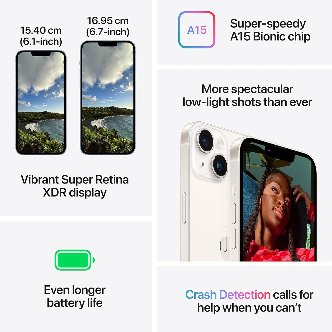 15.40 cm
(6.1-inch)
16.95 cm
(6.7-inch)
Vibrant Super Retina
XDR display
A15
Super-speedy
A15 Bionic chip
More spectacular
low-light shots than ever
Even longer
battery life
Crash Detection calls for
help when you can't